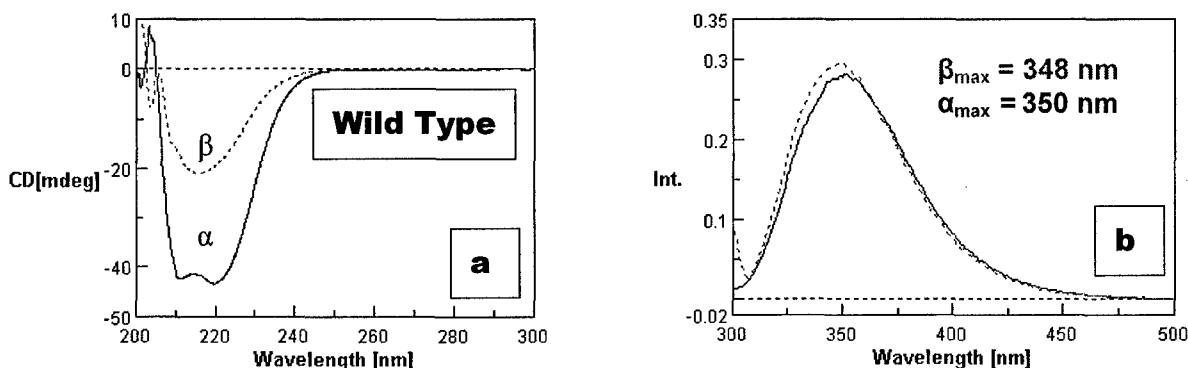 10
0
-20
-40
-50
CD[mdeg]
β
α
Wild Type
a
200
220
240
260
280
300
Wavelength [nm]
0.35
0.3
0.2
0.1
-0.02
Int.
βmax = 348 nm
αmax = 350 nm
b
300
350
400
450
500
Wavelength [nm]